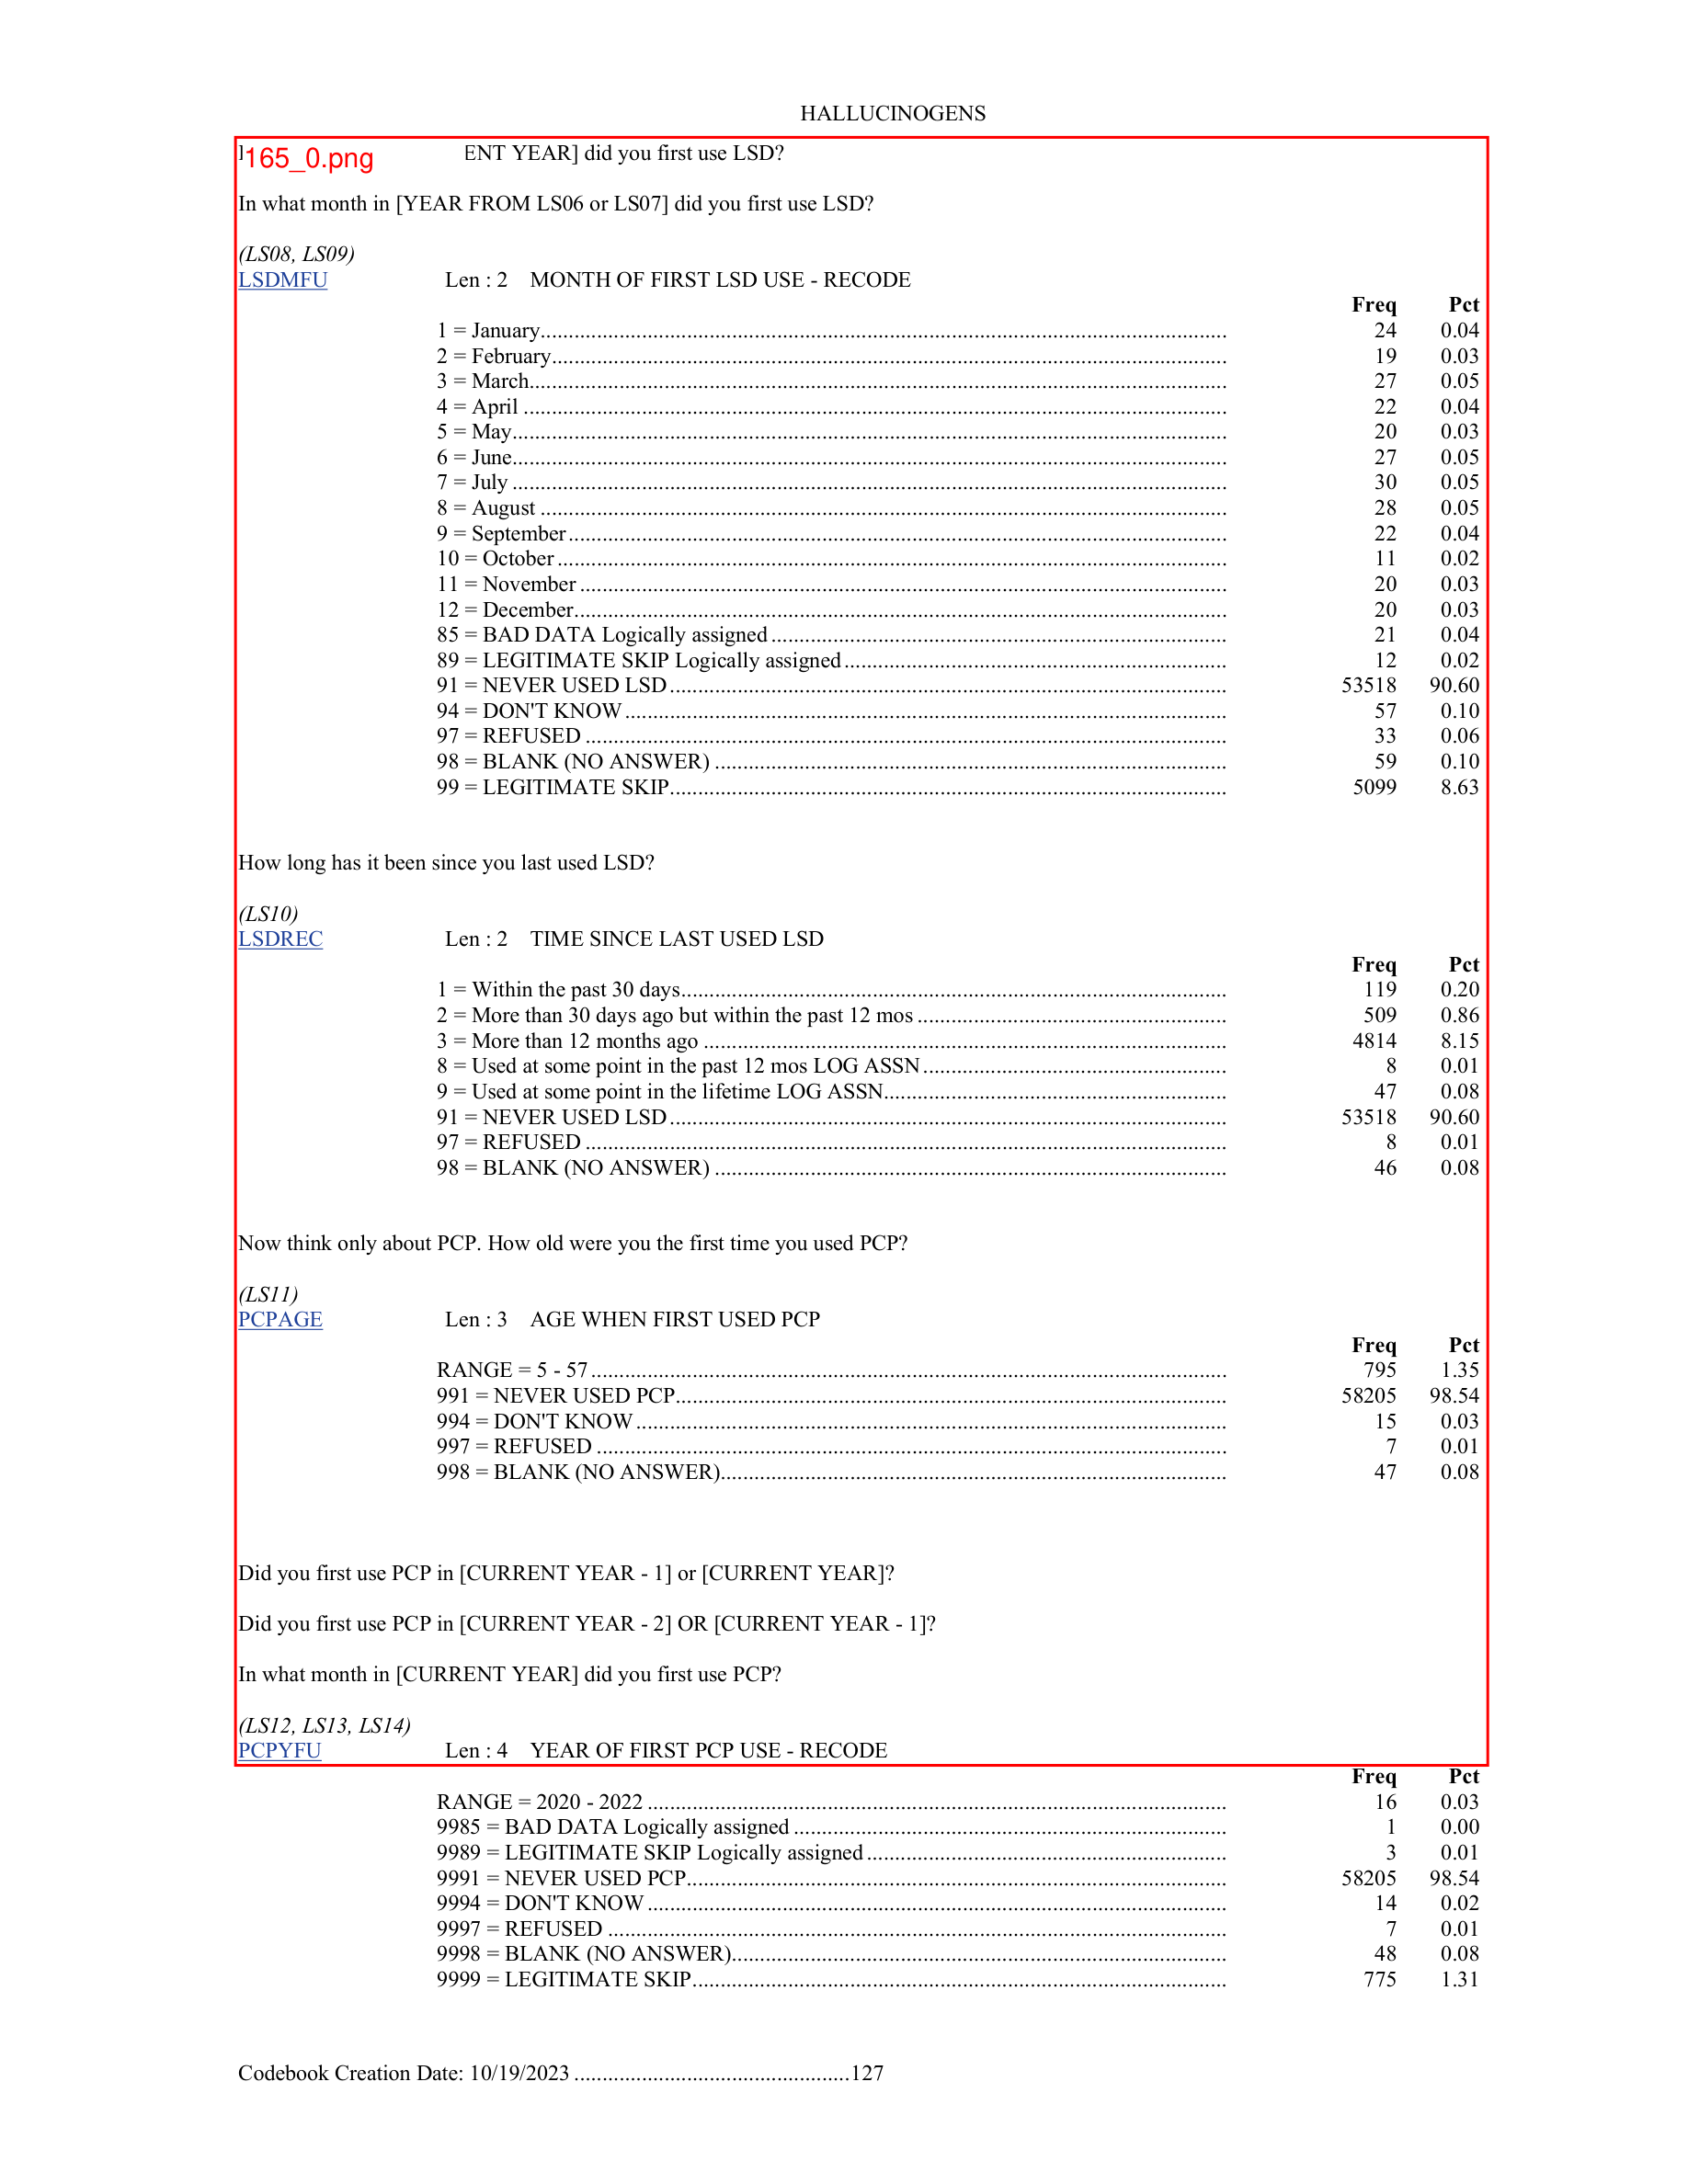 HALLUCINOGENS
165_0.png ENT YEAR] did you first use LSD?
In what month in [YEAR FROM LS06 or LS07] did you first use LSD?
(LS08, LS09)
LSDMFU Len : 2 MONTH OF FIRST LSD USE - RECODE
Freq Pct
1 = January 24 0.04
2 = February 19 0.03
3 = March 27 0.05
4 = April 22 0.04
5 = May 20 0.03
6 = June 27 0.05
7 = July 30 0.05
8 = August 28 0.05
9 = September 22 0.04
10 = October 11 0.02
11 = November 20 0.03
12 = December 20 0.03
85 = BAD DATA Logically assigned 21 0.04
89 = LEGITIMATE SKIP Logically assigned 12 0.02
91 = NEVER USED LSD 53518 90.60
94 = DON'T KNOW 57 0.10
97 = REFUSED 33 0.06
98 = BLANK (NO ANSWER) 59 0.10
99 = LEGITIMATE SKIP 5099 8.63
How long has it been since you last used LSD?
(LS10)
LSDREC Len : 2 TIME SINCE LAST USED LSD
Freq Pct
1 = Within the past 30 days 119 0.20
2 = More than 30 days ago but within the past 12 mos 509 0.86
3 = More than 12 months ago 4814 8.15
8 = Used at some point in the past 12 mos LOG ASSN 8 0.01
9 = Used at some point in the lifetime LOG ASSN 47 0.08
91 = NEVER USED LSD 53518 90.60
97 = REFUSED 8 0.01
98 = BLANK (NO ANSWER) 46 0.08
Now think only about PCP. How old were you the first time you used PCP?
(LS11)
PCPAGE Len : 3 AGE WHEN FIRST USED PCP
Freq Pct
RANGE = 5 - 57 795 1.35
991 = NEVER USED PCP 58205 98.54
994 = DON'T KNOW 15 0.03
997 = REFUSED 7 0.01
998 = BLANK (NO ANSWER) 47 0.08
Did you first use PCP in [CURRENT YEAR - 1] or [CURRENT YEAR]?
Did you first use PCP in [CURRENT YEAR - 2] OR [CURRENT YEAR - 1]?
In what month in [CURRENT YEAR] did you first use PCP?
(LS12, LS13, LS14)
PCPYFU Len : 4 YEAR OF FIRST PCP USE - RECODE
Freq Pct
RANGE = 2020 - 2022 16 0.03
9985 = BAD DATA Logically assigned 1 0.00
9989 = LEGITIMATE SKIP Logically assigned 3 0.01
9991 = NEVER USED PCP 58205 98.54
9994 = DON'T KNOW 14 0.02
9997 = REFUSED 7 0.01
9998 = BLANK (NO ANSWER) 48 0.08
9999 = LEGITIMATE SKIP 775 1.31
Codebook Creation Date: 10/19/2023 127